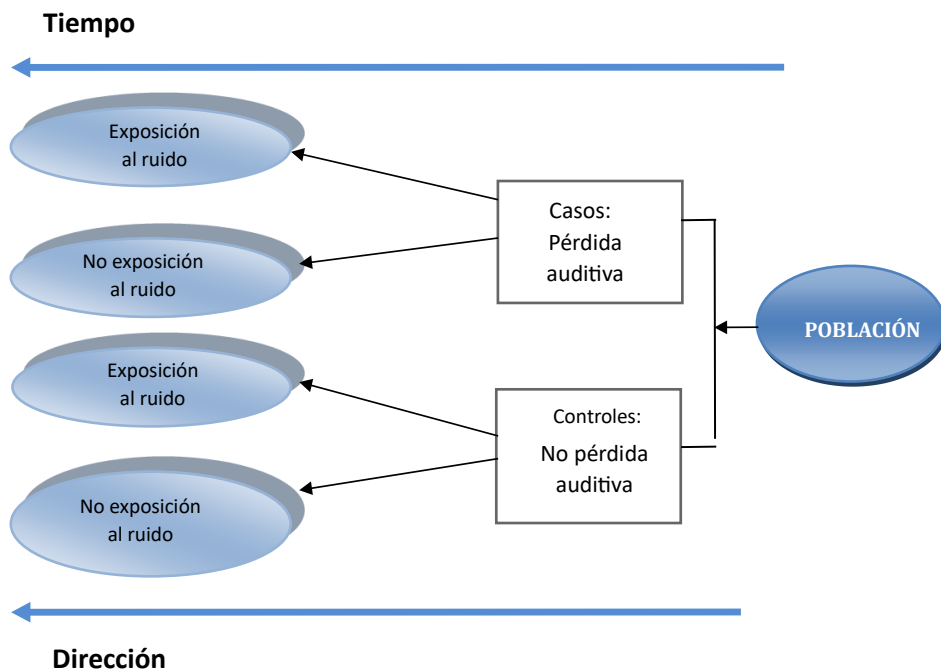 Tiempo
Exposición
al ruido
No exposición
al ruido
Exposición
al ruido
No exposición
al ruido
Casos:
Pérdida
auditiva
Controles:
No pérdida
auditiva
POBLACIÓN
Dirección